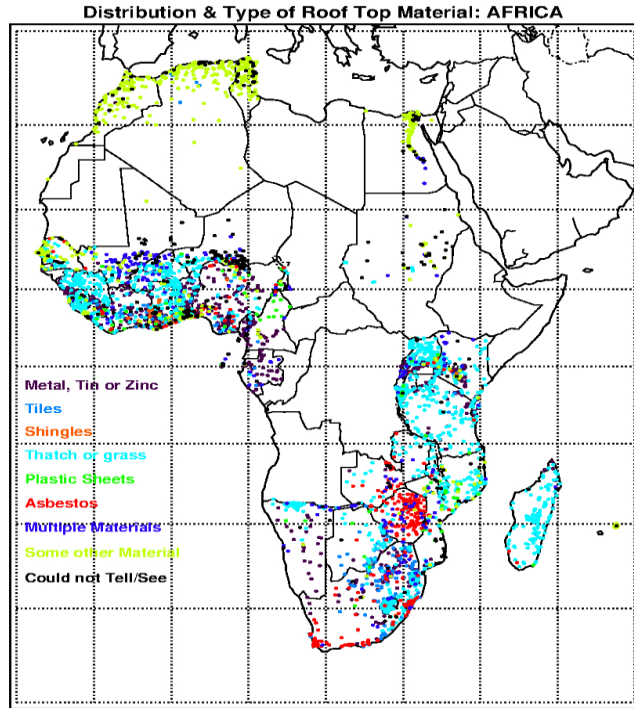 Distribution & Type of Roof Top Material: AFRICA
Metal, Tin or Zinc
Tiles
Shingles
Thatch or grass
Plastic Sheets
Asbestos
Multiple Materials
Some other Material
Could not Tell/See